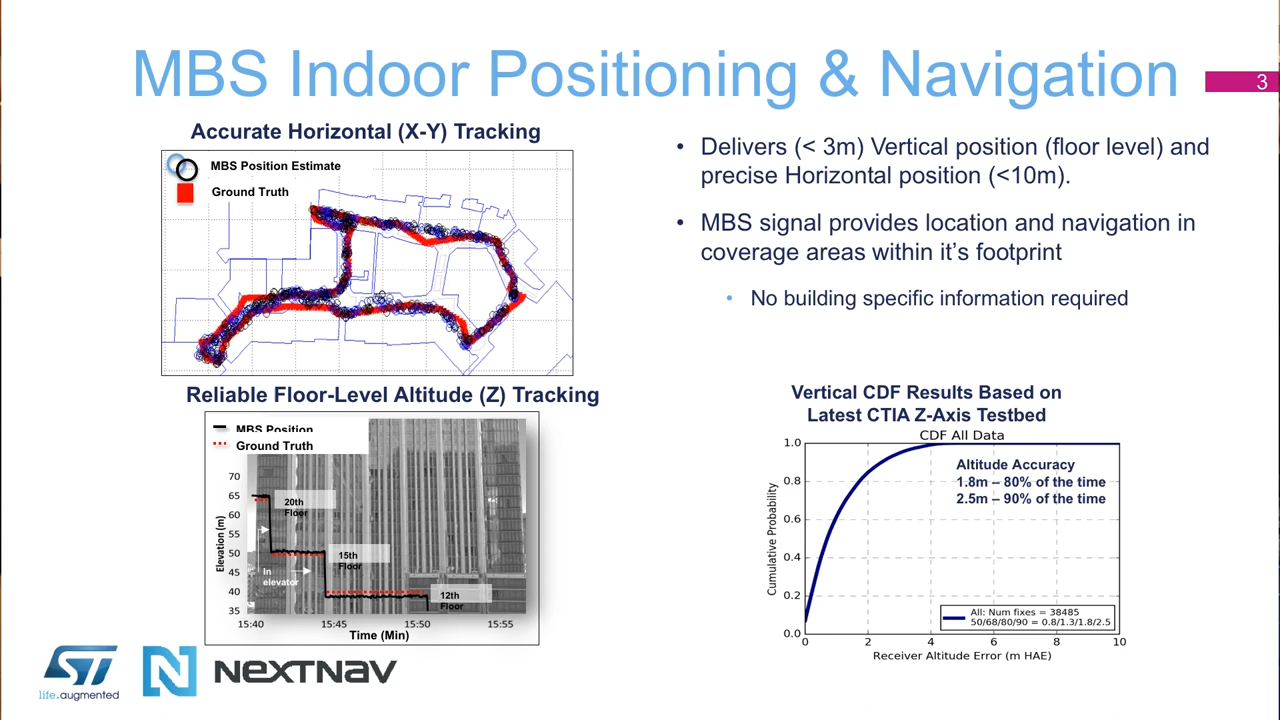 MBS Indoor Positioning & Navigation
3
Accurate Horizontal (X-Y) Tracking
MBS Position Estimate
Ground Truth
• Delivers (< 3m) Vertical position (floor level) and
precise Horizontal position (<10m).
• MBS signal provides location and navigation in
coverage areas within it's footprint
• No building specific information required
Reliable Floor-Level Altitude (Z) Tracking
MBS Position
Ground Truth
Elevation (m)
70
65
60
55
50
45
40
35
20th
Floor
15th
Floor
In
elevator
12th
Floor
15:40 15:45 15:50 15:55
Time (Min)
Vertical CDF Results Based on
Latest CTIA Z-Axis Testbed
CDF All Data
Altitude Accuracy
1.8m – 80% of the time
2.5m – 90% of the time
Cumulative Probability
1.0
0.8
0.6
0.4
0.2
0.0
All: Num fixes = 38485
50/68/80/90 = 0.8/1.3/1.8/2.5
0 2 4 6 8 10
Receiver Altitude Error (m HAE)
ST
life.augmented
N
NEXTNAV